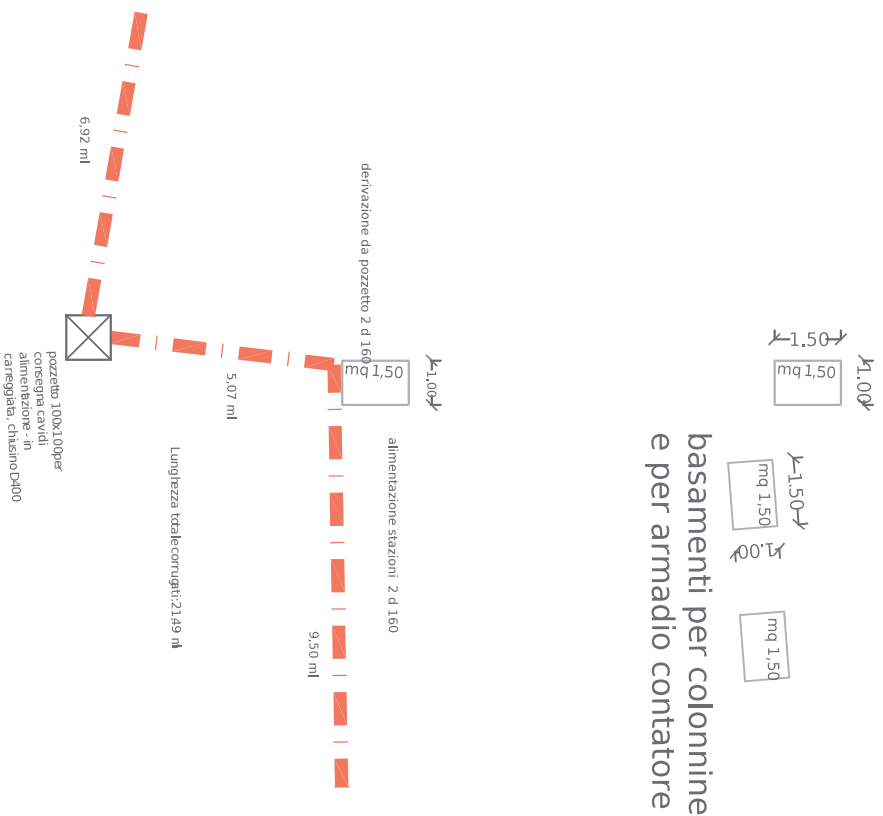 6,92 ml
derivazione da pozzetto 2 d 160
mq 1,50
1,00
5,07 ml
pozzetto 100x100per
consegna cavidi
alimentazione - in
carreggiata, chiusino D400
Lunghezza totale corrugati:21,49 ml
alimentazione stazioni 2 d 160
9,50 ml
1.50
mq 1,50
1.00
basamenti per colonnine
e per armadio contatore
mq 1,50
1.50
1.00
mq 1,50